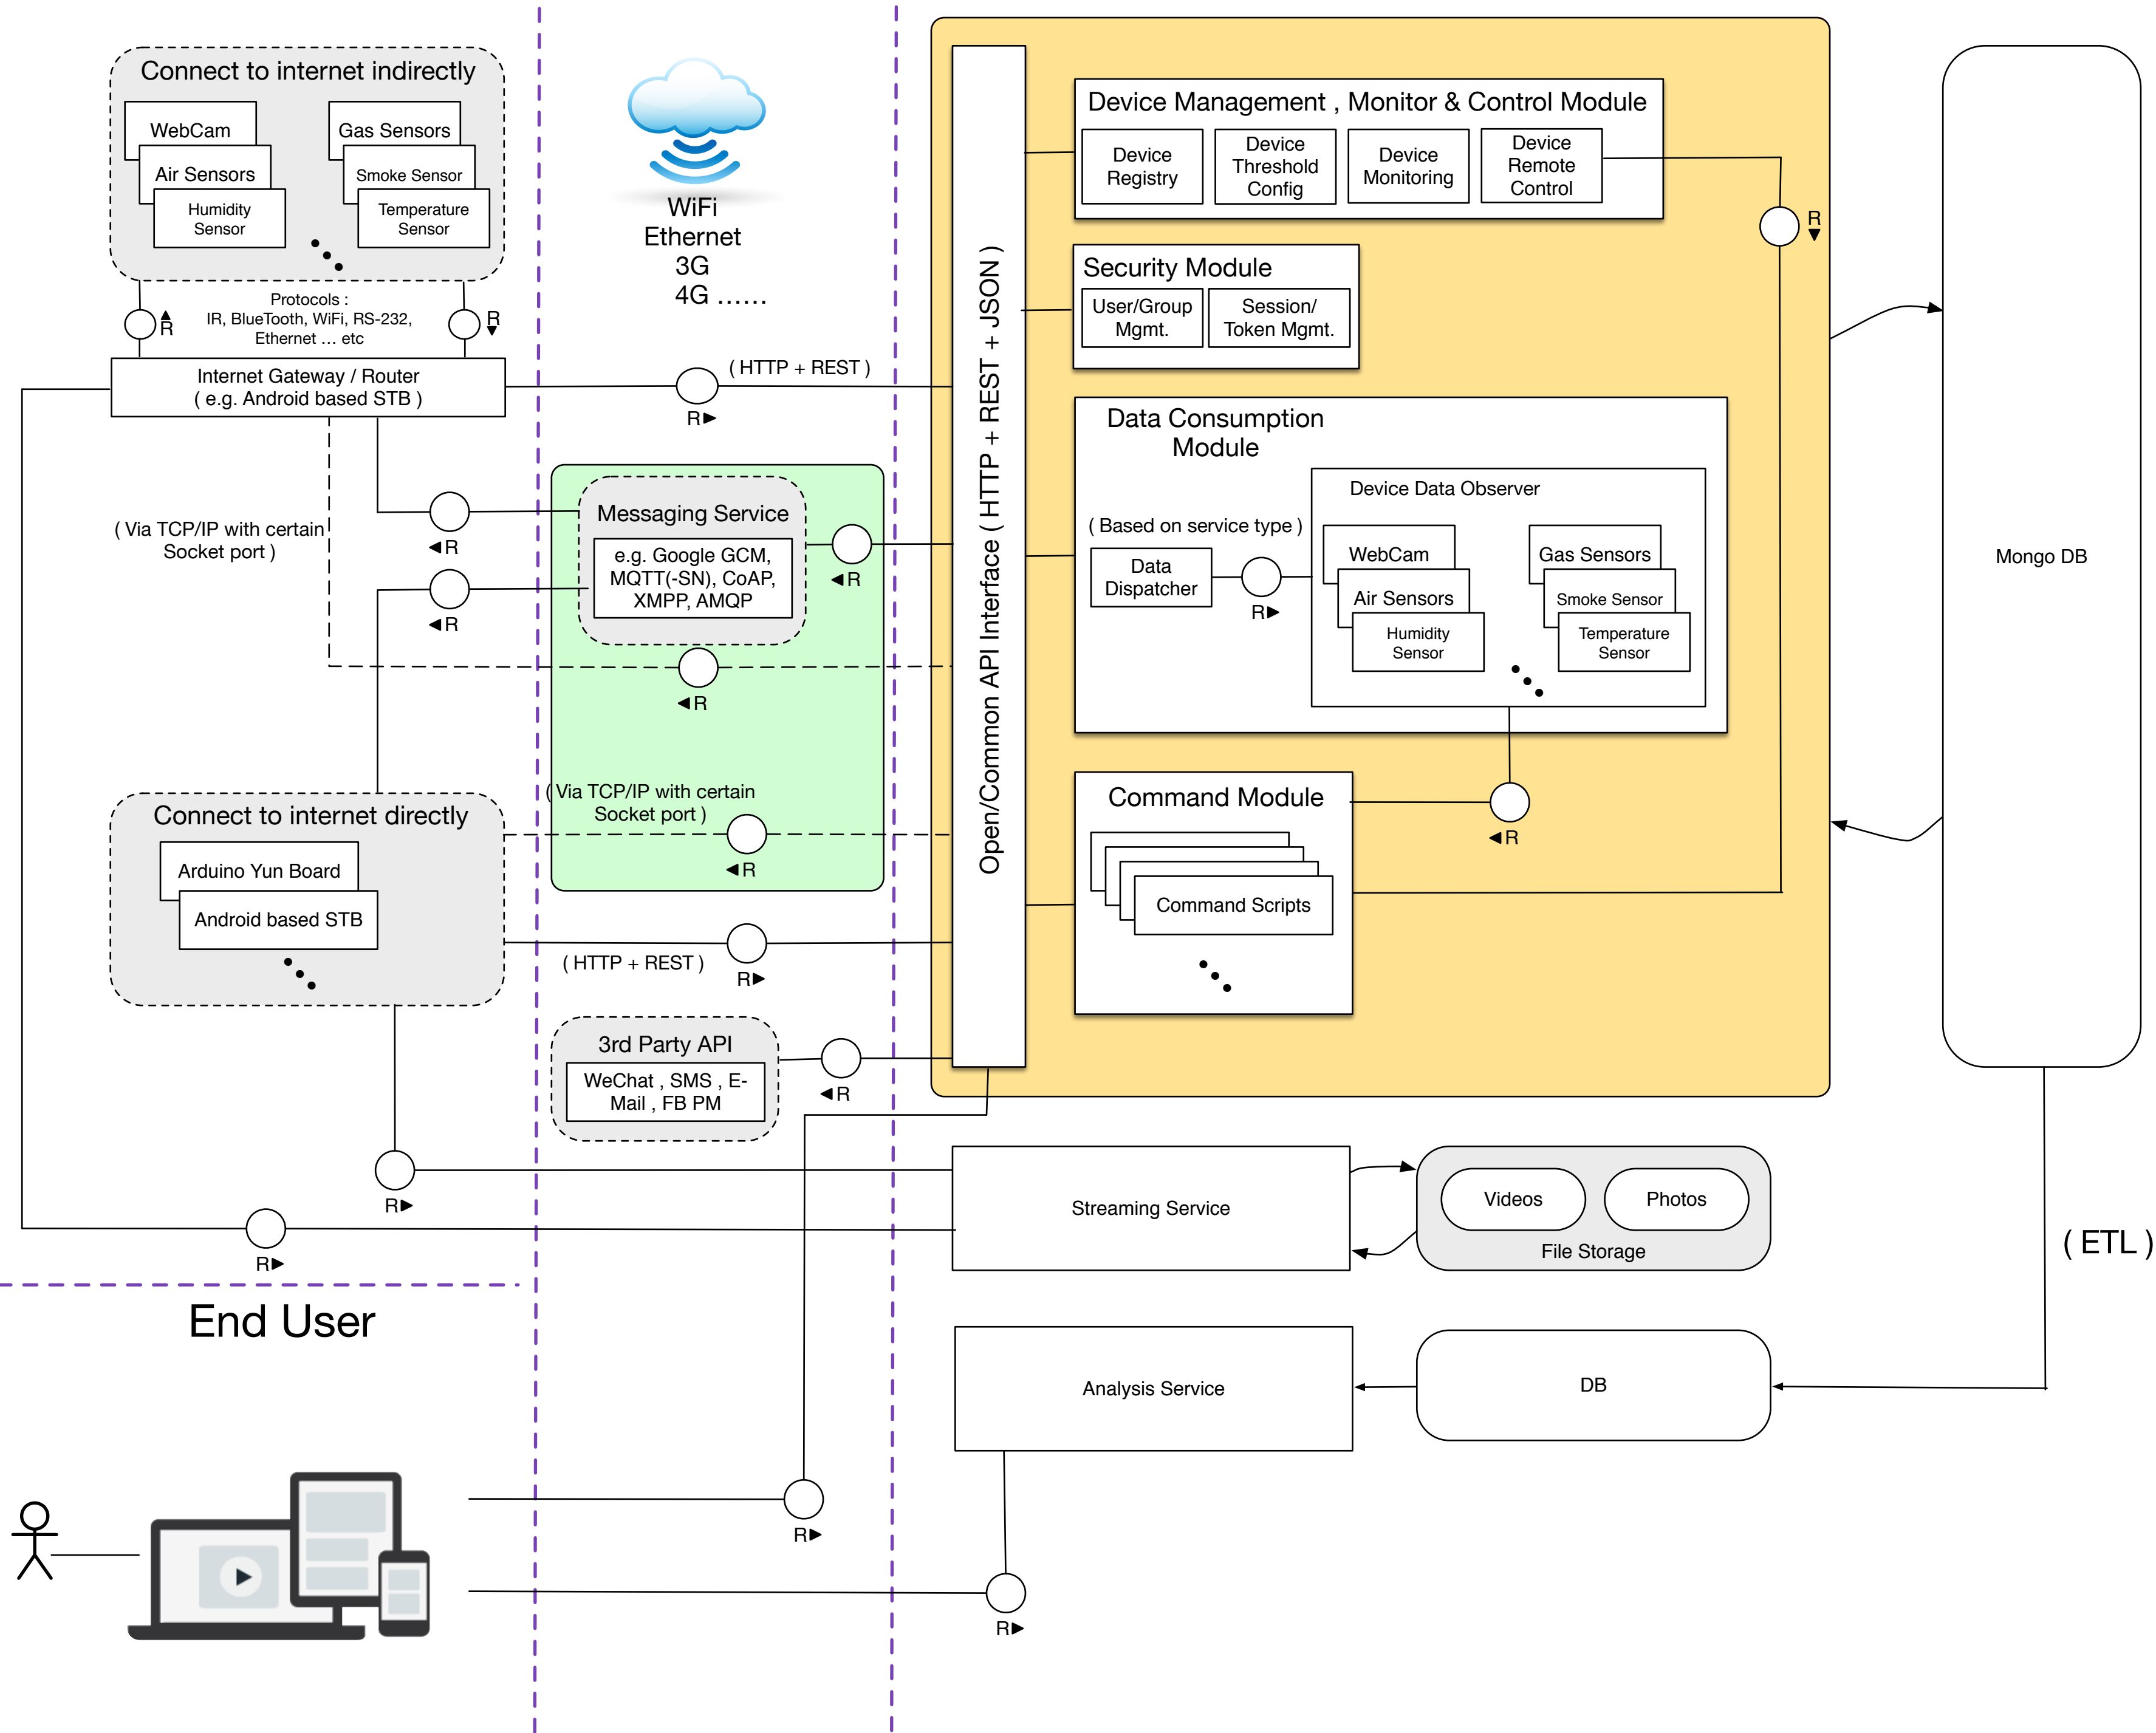 Connect to internet indirectly
WebCam
Air Sensors
Humidity
Sensor
Gas Sensors
Smoke Sensor
Temperature
Sensor
R
Protocols :
IR, BlueTooth, WiFi, RS-232,
Ethernet ... etc
R
Internet Gateway / Router
( e.g. Android based STB )
( Via TCP/IP with certain
Socket port )
R
R
Connect to internet directly
Arduino Yun Board
Android based STB
R
R
End User
WiFi
Ethernet
3G
4G ......
( HTTP + REST )
R
Messaging Service
e.g. Google GCM,
MQTT(-SN), CoAP,
XMPP, AMQP
R
R
( Via TCP/IP with certain
Socket port )
R
( HTTP + REST )
R
3rd Party API
WeChat , SMS , E-
Mail , FB PM
R
R
R
Open/Common API Interface ( HTTP + REST + JSON )
Device Management , Monitor & Control Module
Device
Registry
Device
Threshold
Config
Device
Monitoring
Device
Remote
Control
R
Security Module
User/Group
Mgmt.
Session/
Token Mgmt.
Data Consumption
Module
( Based on service type )
Data
Dispatcher
R
Device Data Observer
WebCam
Air Sensors
Humidity
Sensor
Gas Sensors
Smoke Sensor
Temperature
Sensor
R
Command Module
Command Scripts
Mongo DB
Streaming Service
Videos
Photos
File Storage
( ETL )
Analysis Service
DB